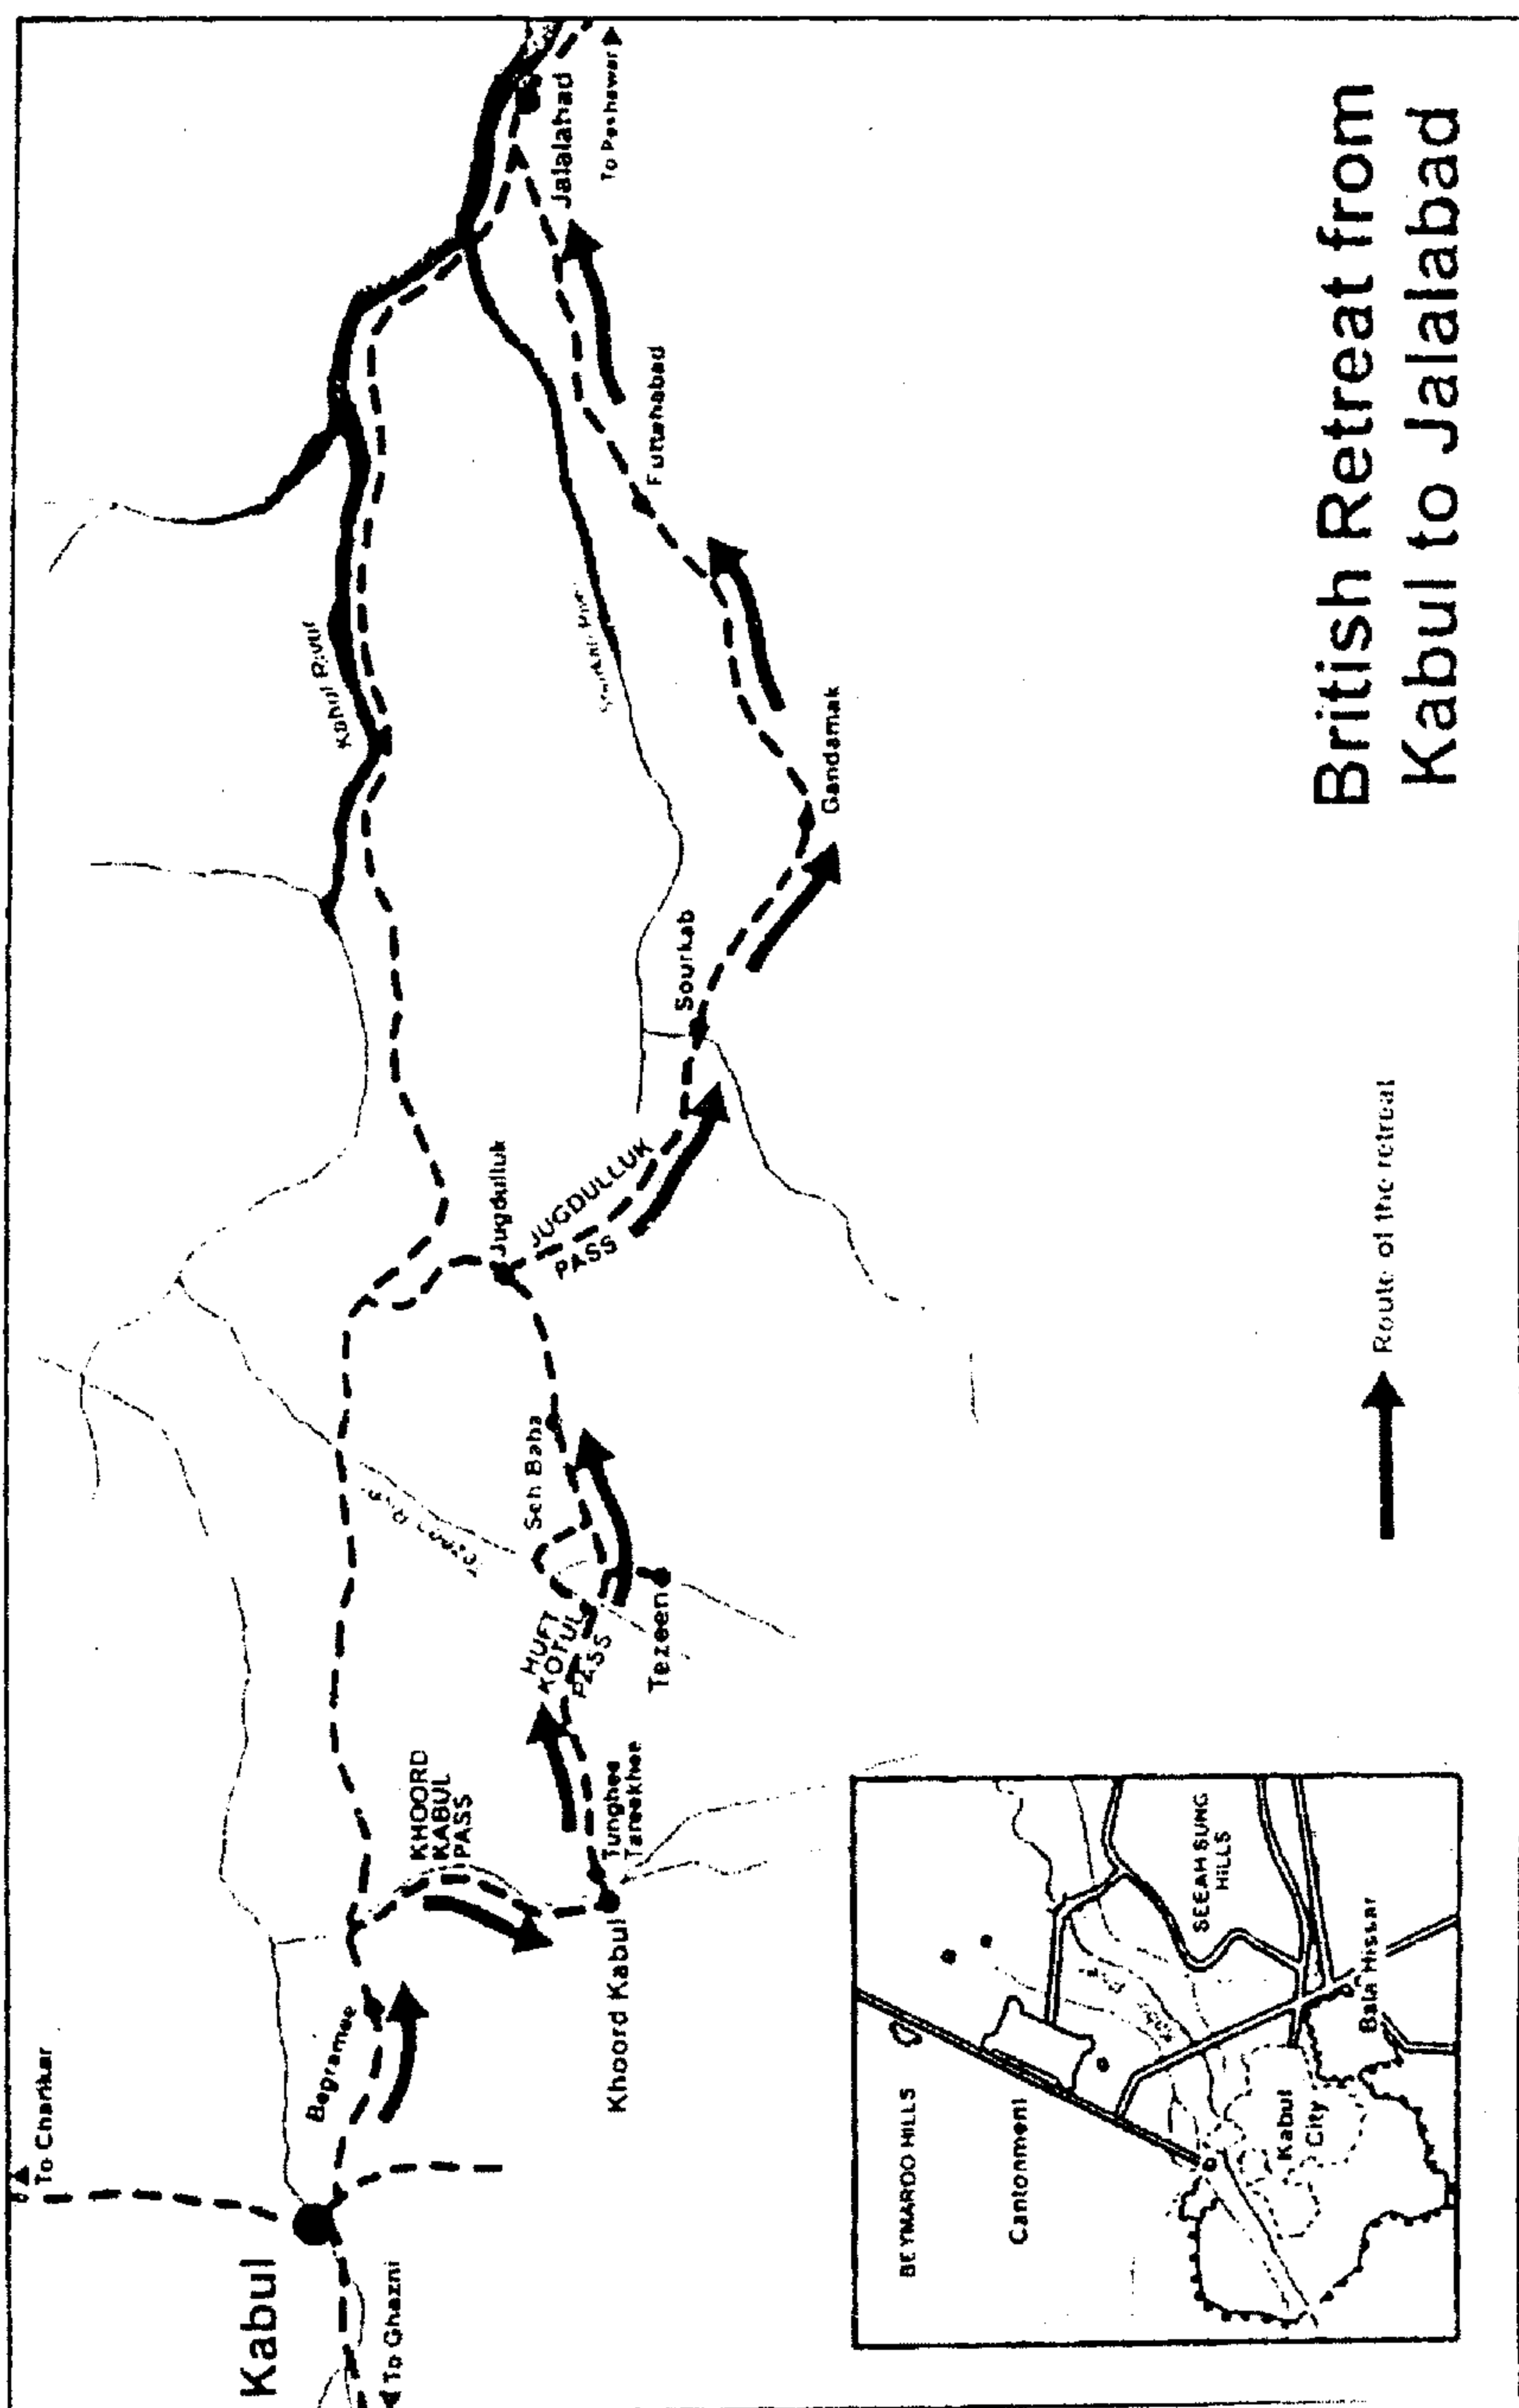 British Retreat from
Kabul to Jalalabad
Route of the retreat
To Charikar
Kabul
To Ghazni
Begramee
KHOORD
KABUL
PASS
Khoord Kabul
Tunghee
Tareekhee
HUFT
KOTUL
PASS
Tezeen
Seh Baba
Jugdulluk
JUGDULLUK
PASS
Sourkab
Gandamak
Kabul River
Futtehabad
Jalalabad
To Peshawar
BEYMAROO HILLS
Cantonment
SEEAH SUNG
HILLS
Kabul
City
Bala Hissar